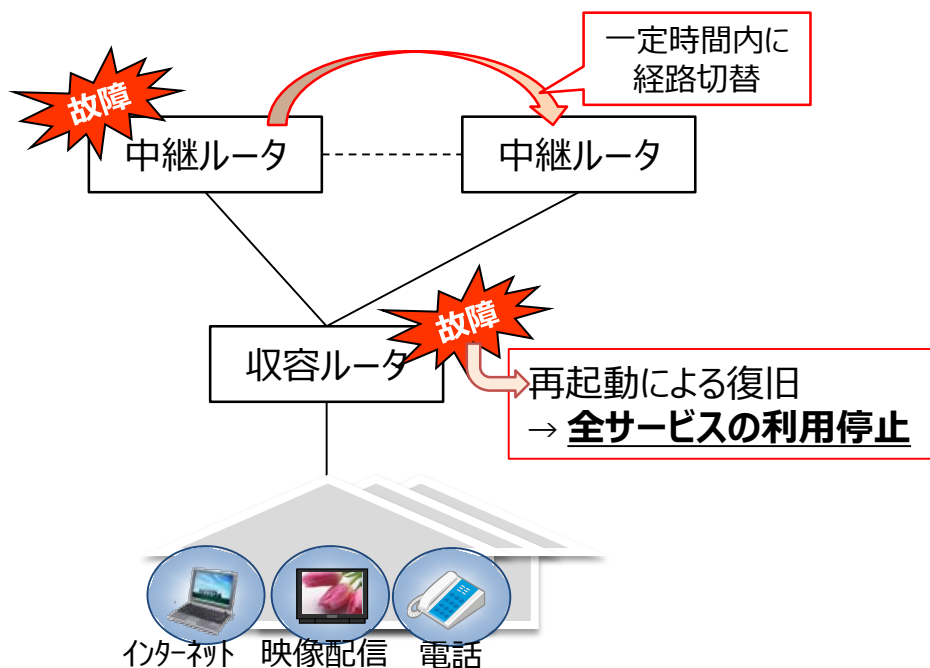 一定時間内に
経路切替
故障
中継ルータ
中継ルータ
故障
収容ルータ
再起動による復旧
→ 全サービスの利用停止
インターネット 映像配信 電話